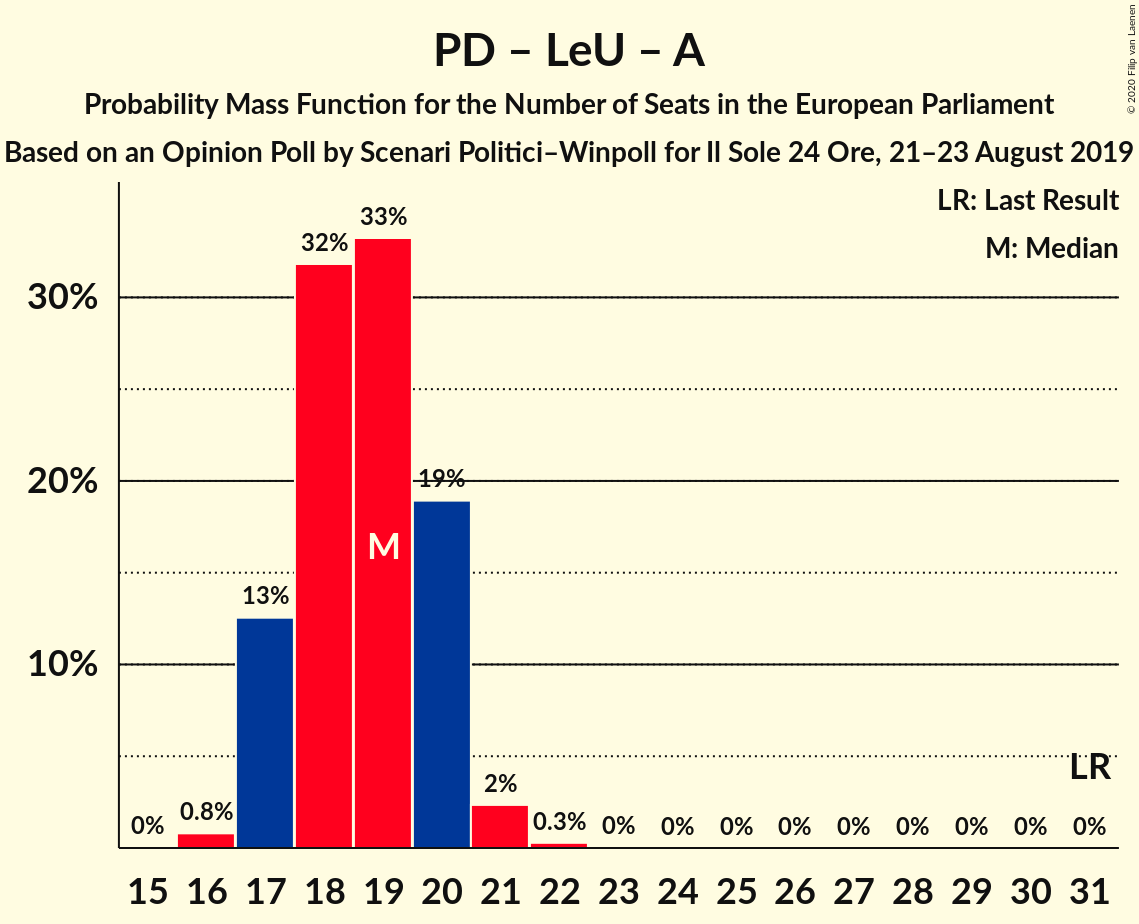 PD – LeU – A
Probability Mass Function for the Number of Seats in the European Parliament
Based on an Opinion Poll by Scenari Politici–Winpoll for Il Sole 24 Ore, 21–23 August 2019
© 2020 Filip van Laenen
LR: Last Result
M: Median
30%
20%
10%
0%
0.8%
13%
32%
33%
19%
2%
0.3%
0%
0%
0%
0%
0%
0%
0%
0%
0%
M
LR
15 16 17 18 19 20 21 22 23 24 25 26 27 28 29 30 31